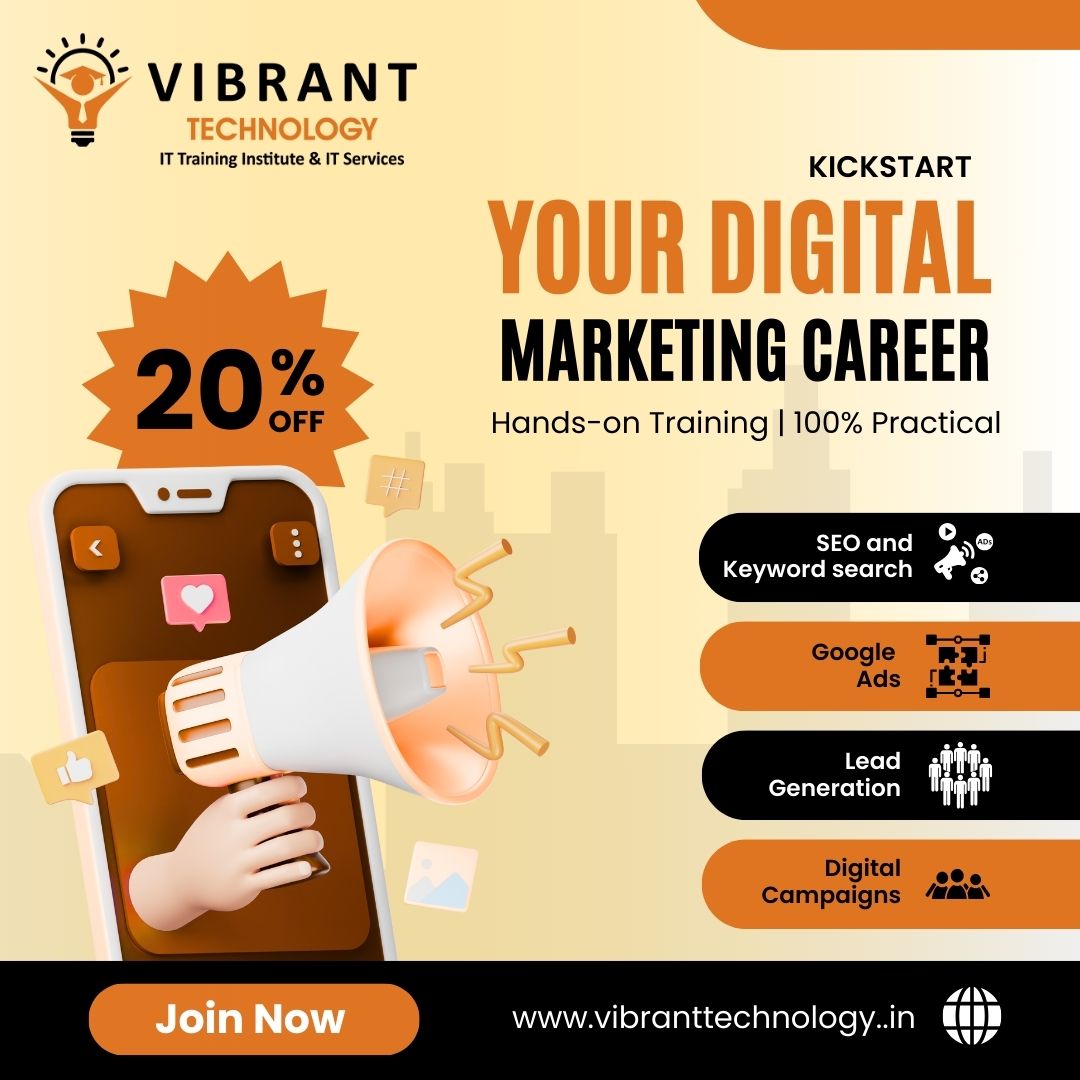 VIBRANT
TECHNOLOGY
IT Training Institute & IT Services
KICKSTART
YOUR DIGITAL
MARKETING CAREER
Hands-on Training | 100% Practical
20%
OFF
#
SEO and
Keyword search
ADs
Google
Ads
Lead
Generation
Digital
Campaigns
Join Now
www.vibranttechnology..in